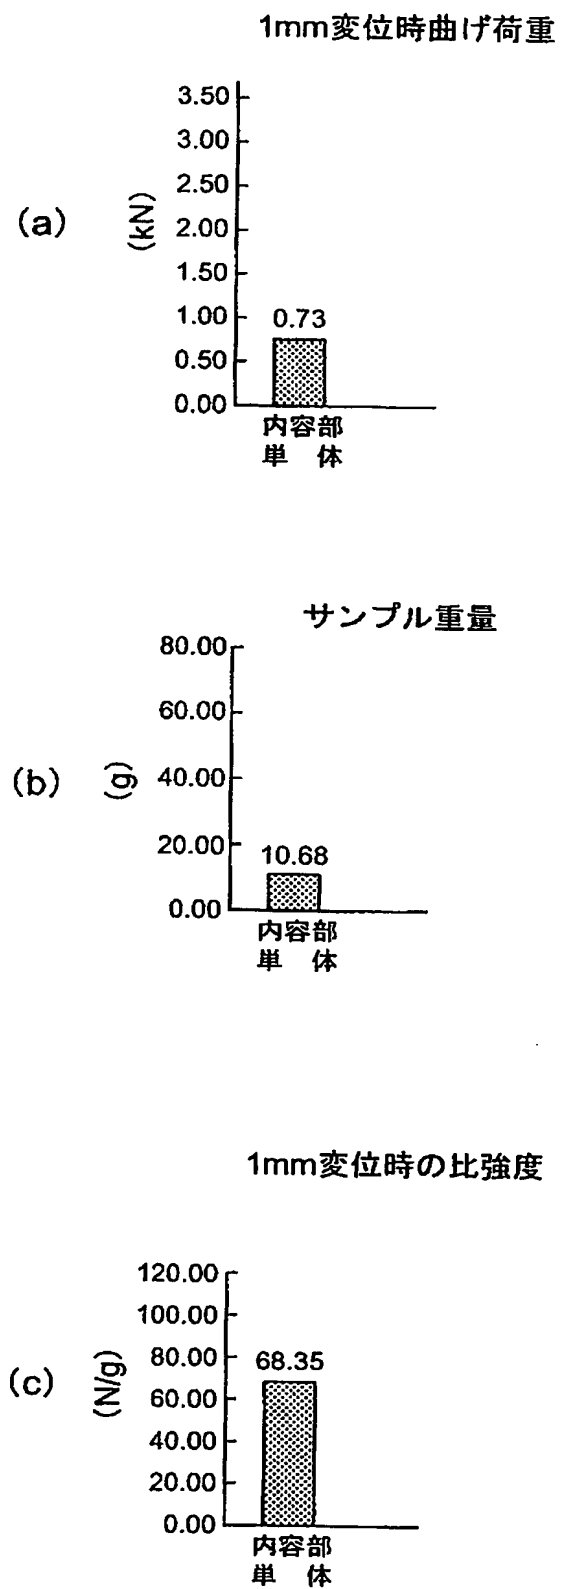 1mm変位時曲げ荷重
(a)
(kN)
3.50
3.00
2.50
2.00
1.50
1.00
0.50
0.00
0.73
内容部
単 体
サンプル重量
(b)
(g)
80.00
60.00
40.00
20.00
0.00
10.68
内容部
単 体
1mm変位時の比強度
(c)
(N/g)
120.00
100.00
80.00
60.00
40.00
20.00
0.00
68.35
内容部
単 体